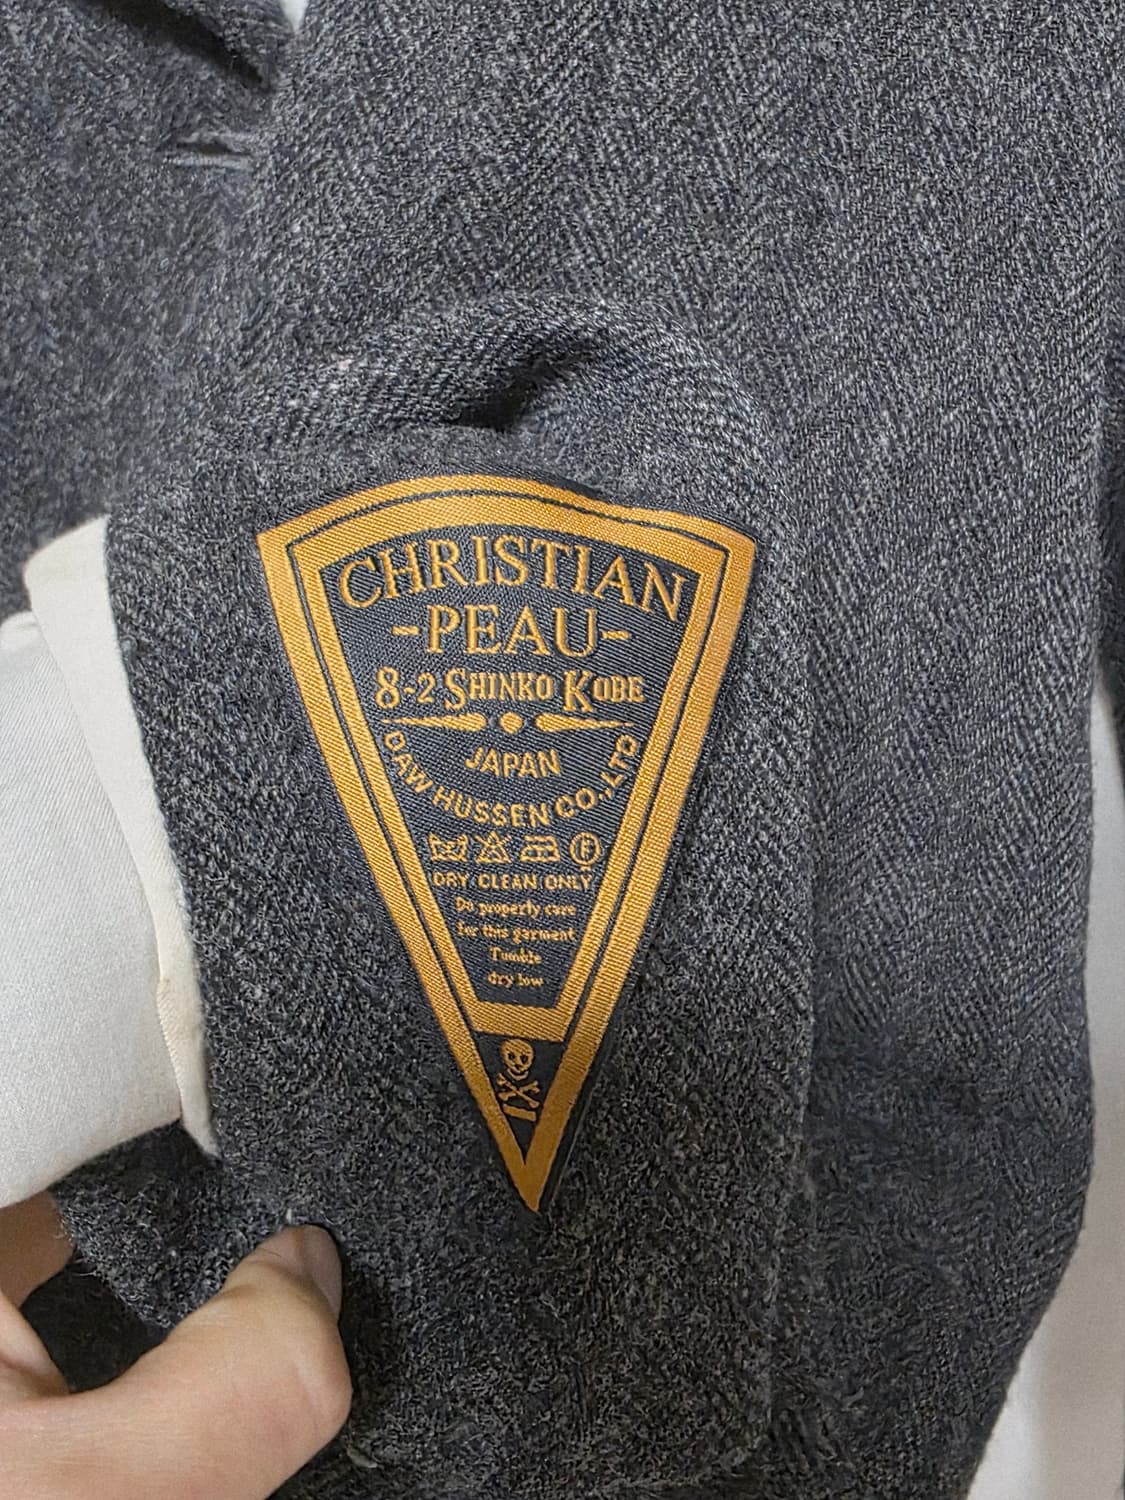 CHRISTIAN
-PEAU-
8-2 SHINKO KOBE
JAPAN
DAW HUSSEN CO.,LTD
F
DRY CLEAN ONLY
Do properly care
for this garment
Tumble
dry low